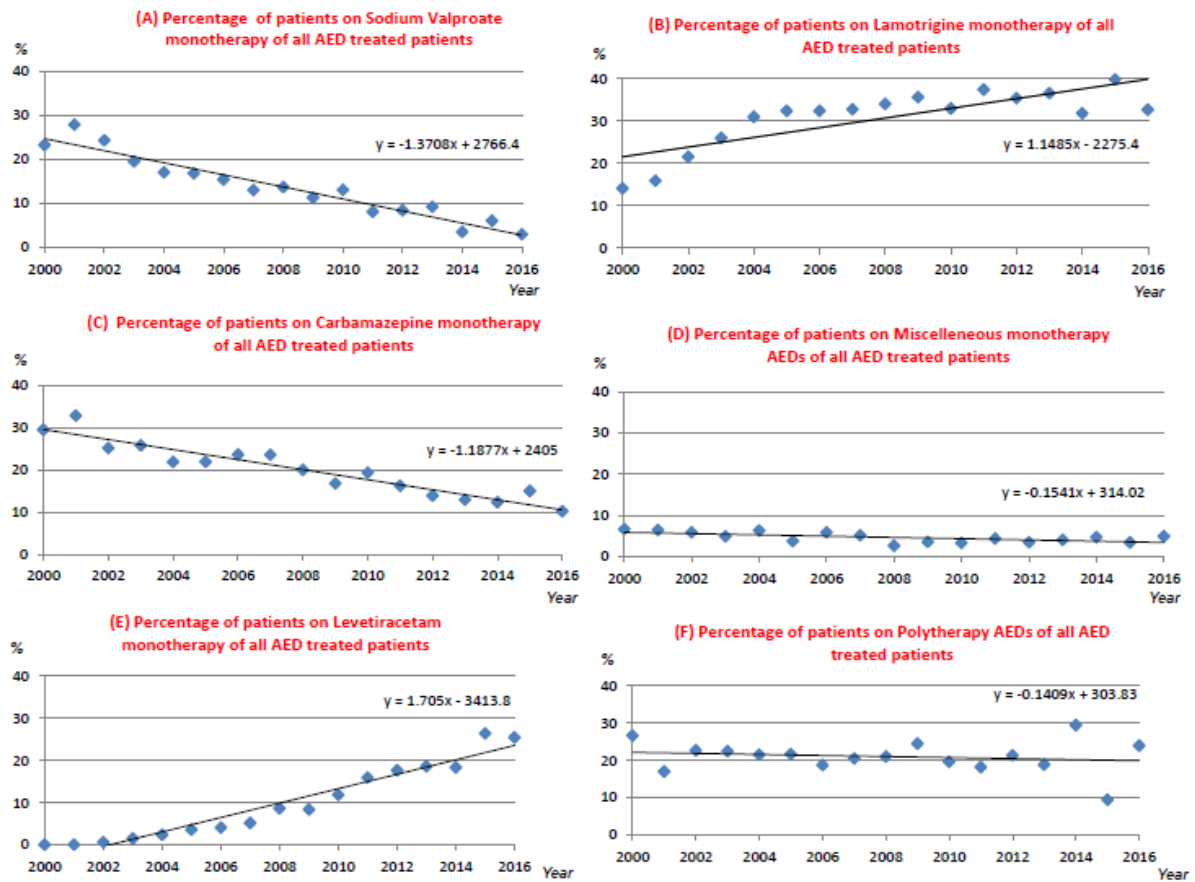 (A) Percentage of patients on Sodium Valproate
monotherapy of all AED treated patients
%
40
30
20
10
0
y = -1.3708x + 2766.4
2000 2002 2004 2006 2008 2010 2012 2014 2016
Year
(B) Percentage of patients on Lamotrigine monotherapy of all
AED treated patients
%
40
30
20
10
0
y = 1.1485x - 2275.4
2000 2002 2004 2006 2008 2010 2012 2014 2016
Year
(C) Percentage of patients on Carbamazepine monotherapy
of all AED treated patients
%
40
30
20
10
0
y = -1.1877x + 2405
2000 2002 2004 2006 2008 2010 2012 2014 2016
Year
(D) Percentage of patients on Miscelleneous monotherapy
AEDs of all AED treated patients
%
40
30
20
10
0
y = -0.1541x + 314.02
2000 2002 2004 2006 2008 2010 2012 2014 2016
Year
(E) Percentage of patients on Levetiracetam
monotherapy of all AED treated patients
%
40
30
20
10
0
y = 1.705x - 3413.8
2000 2002 2004 2006 2008 2010 2012 2014 2016
Year
(F) Percentage of patients on Polytherapy AEDs of all AED
treated patients
%
40
30
20
10
0
y = -0.1409x + 303.83
2000 2002 2004 2006 2008 2010 2012 2014 2016
Year